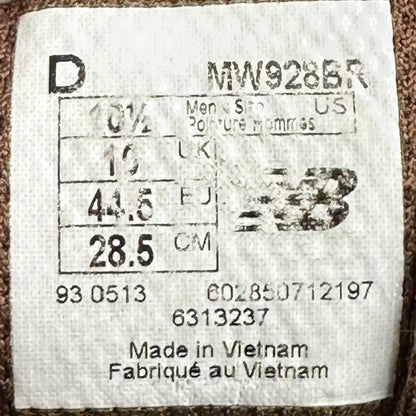 D MW928BR
10½ Men's Size US
Pointure Hommes
10 UK
44.5 EU
28.5 CM
93 0513 602850712197
6313237
Made in Vietnam
Fabriqué au Vietnam